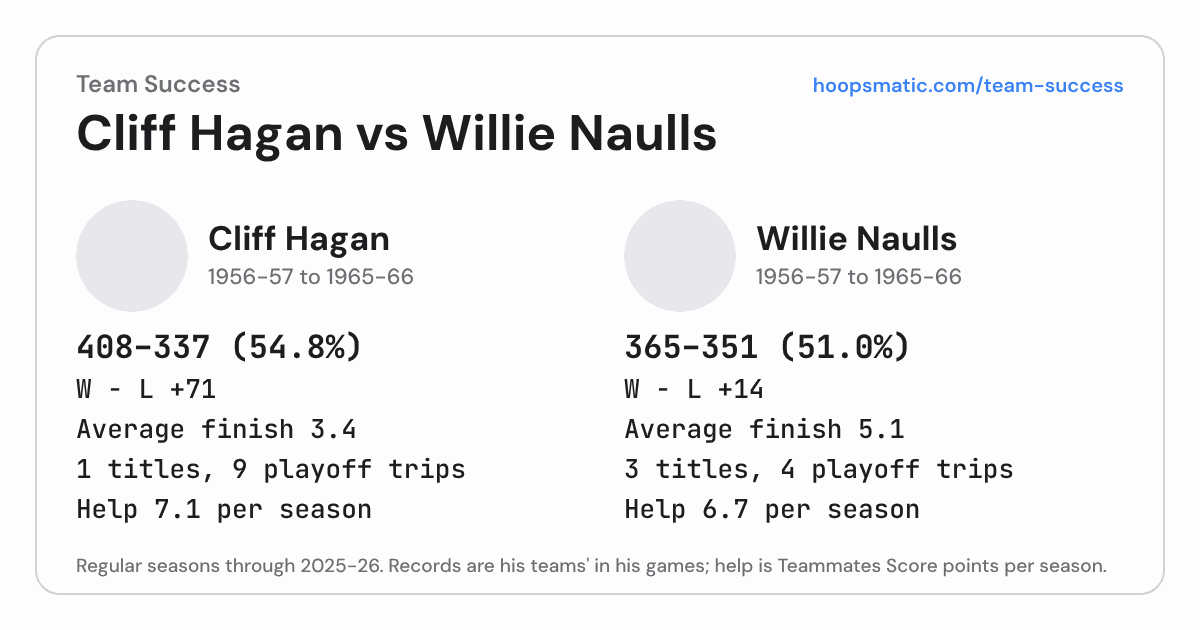 Team Success
hoopsmatic.com/team-success
Cliff Hagan vs Willie Naulls
Cliff Hagan
1956-57 to 1965-66
408-337 (54.8%)
W - L +71
Average finish 3.4
1 titles, 9 playoff trips
Help 7.1 per season
Willie Naulls
1956-57 to 1965-66
365-351 (51.0%)
W - L +14
Average finish 5.1
3 titles, 4 playoff trips
Help 6.7 per season
Regular seasons through 2025-26. Records are his teams' in his games; help is Teammates Score points per season.